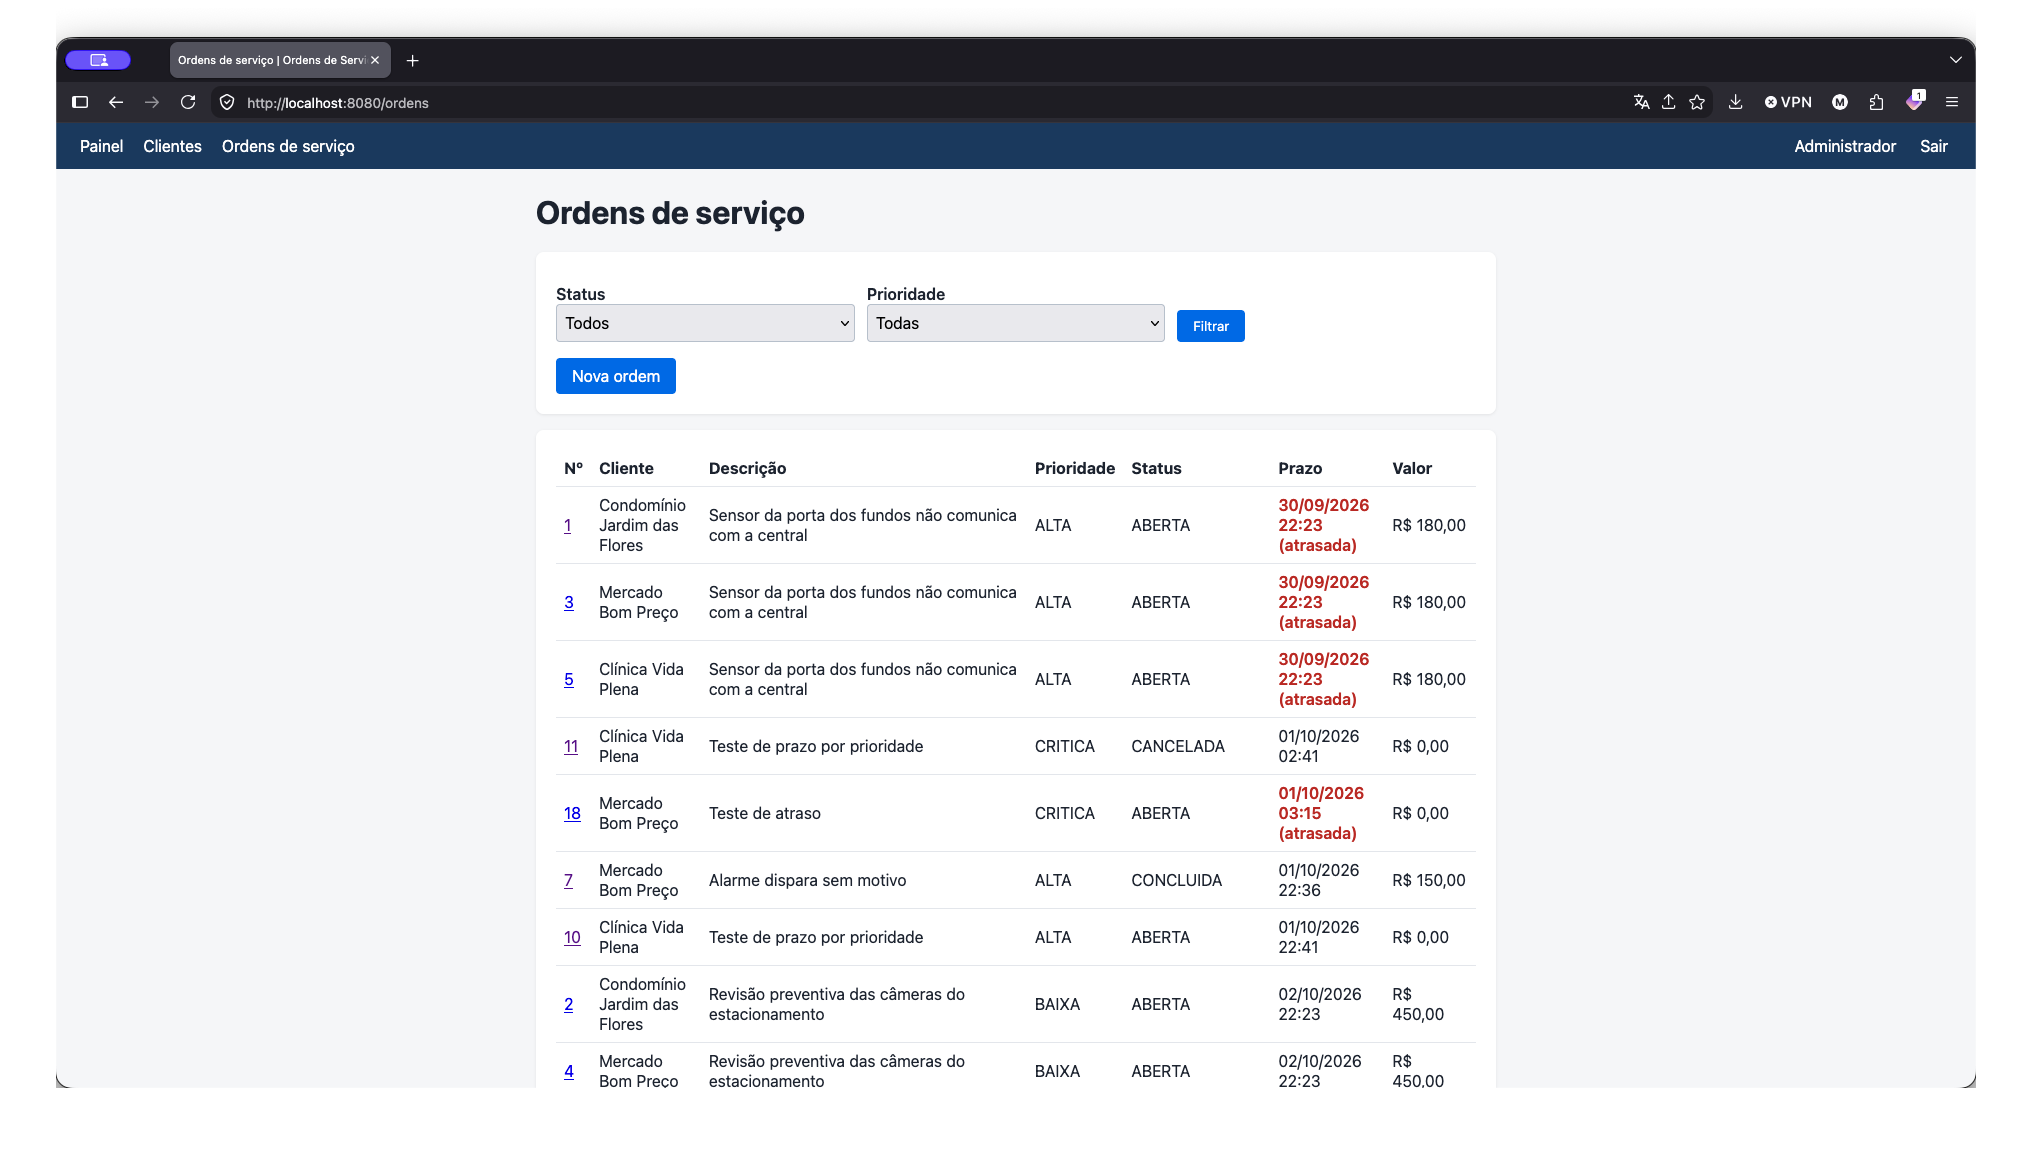 Ordens de serviço | Ordens de Servi
http://localhost:8080/ordens
VPN
M
1
Painel Clientes Ordens de serviço Administrador Sair
Ordens de serviço
Status Prioridade
Todos Todas Filtrar
Nova ordem
Nº Cliente Descrição Prioridade Status Prazo Valor
1 Condomínio Jardim das Flores Sensor da porta dos fundos não comunica com a central ALTA ABERTA 30/09/2026 22:23 (atrasada) R$ 180,00
3 Mercado Bom Preço Sensor da porta dos fundos não comunica com a central ALTA ABERTA 30/09/2026 22:23 (atrasada) R$ 180,00
5 Clínica Vida Plena Sensor da porta dos fundos não comunica com a central ALTA ABERTA 30/09/2026 22:23 (atrasada) R$ 180,00
11 Clínica Vida Plena Teste de prazo por prioridade CRITICA CANCELADA 01/10/2026 02:41 R$ 0,00
18 Mercado Bom Preço Teste de atraso CRITICA ABERTA 01/10/2026 03:15 (atrasada) R$ 0,00
7 Mercado Bom Preço Alarme dispara sem motivo ALTA CONCLUIDA 01/10/2026 22:36 R$ 150,00
10 Clínica Vida Plena Teste de prazo por prioridade ALTA ABERTA 01/10/2026 22:41 R$ 0,00
2 Condomínio Jardim das Flores Revisão preventiva das câmeras do estacionamento BAIXA ABERTA 02/10/2026 22:23 R$ 450,00
4 Mercado Bom Preço Revisão preventiva das câmeras do estacionamento BAIXA ABERTA 02/10/2026 22:23 R$ 450,00